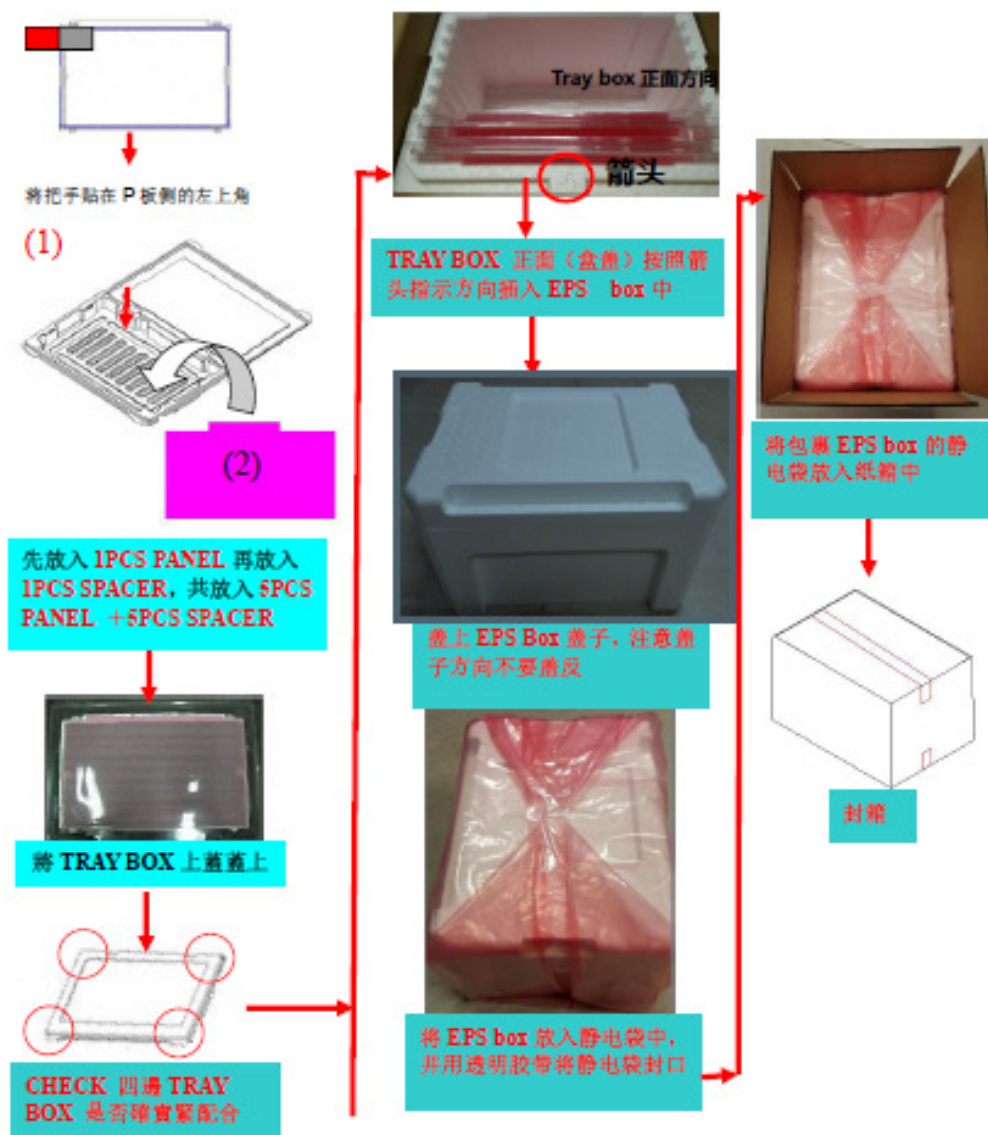 将把手贴在 P 板侧的左上角
(1)
(2)
先放入 1PCS PANEL 再放入
1PCS SPACER，共放入 5PCS
PANEL +5PCS SPACER
將 TRAY BOX 上蓋蓋上
CHECK 四邊 TRAY
BOX 是否確實緊配合
Tray box 正面方向
箭头
TRAY BOX 正面（盒盖）按照箭
头指示方向插入 EPS box 中
盖上 EPS Box 盖子，注意盖
子方向不要盖反
将 EPS box 放入静电袋中，
并用透明胶带将静电袋封口
将包裹 EPS box 的静
电袋放入纸箱中
封箱